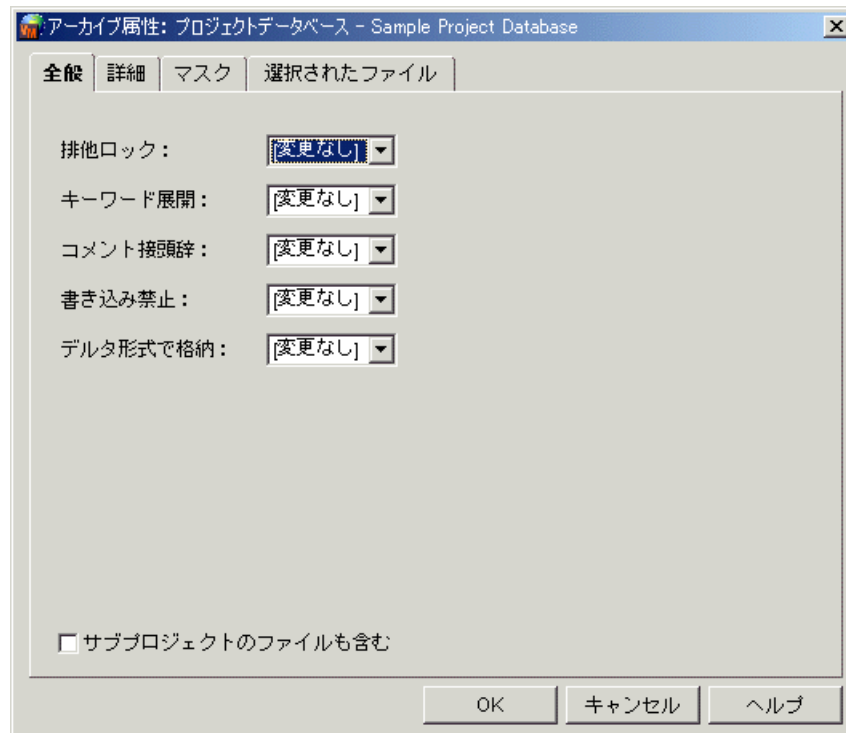 アーカイブ属性: プロジェクトデータベース - Sample Project Database
全般 詳細 マスク 選択されたファイル
排他ロック: [変更なし]
キーワード展開: [変更なし]
コメント接頭辞: [変更なし]
書き込み禁止: [変更なし]
デルタ形式で格納: [変更なし]
サブプロジェクトのファイルも含む
OK キャンセル ヘルプ